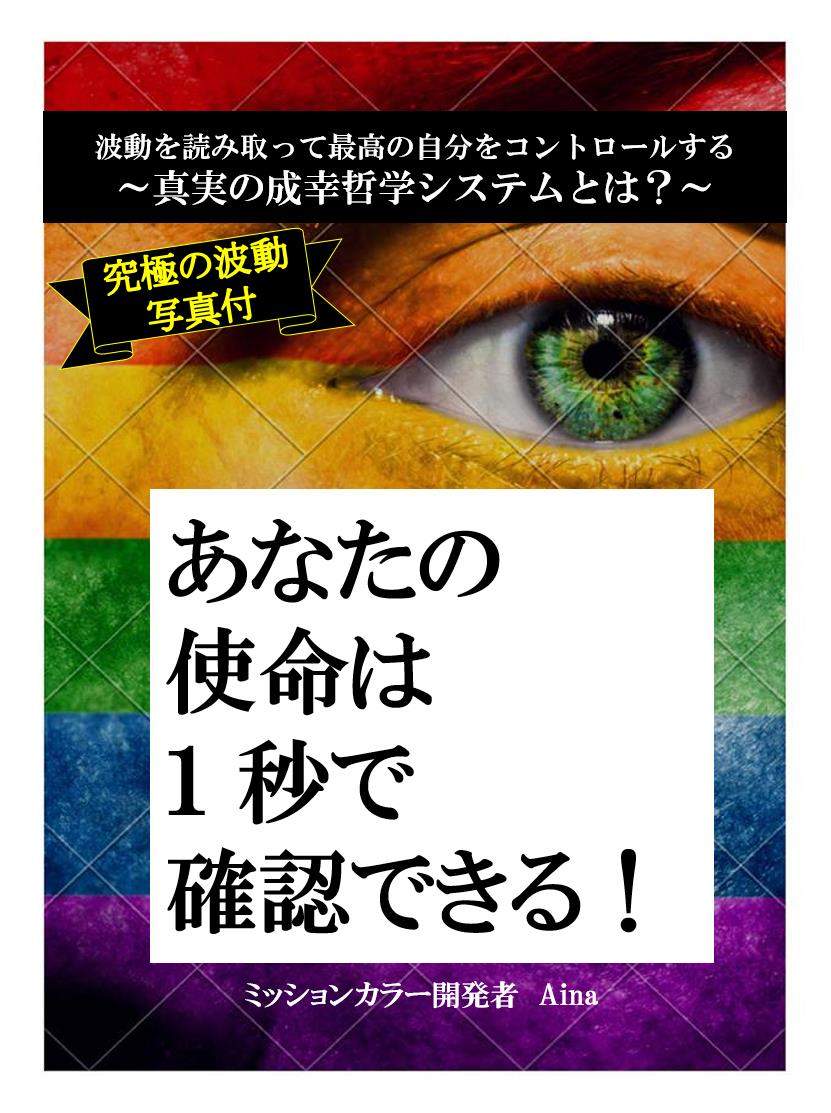 波動を読み取って最高の自分をコントロールする
～真実の成幸哲学システムとは？～
究極の波動
写真付
あなたの
使命は
1秒で
確認できる！
ミッションカラー開発者 Aina